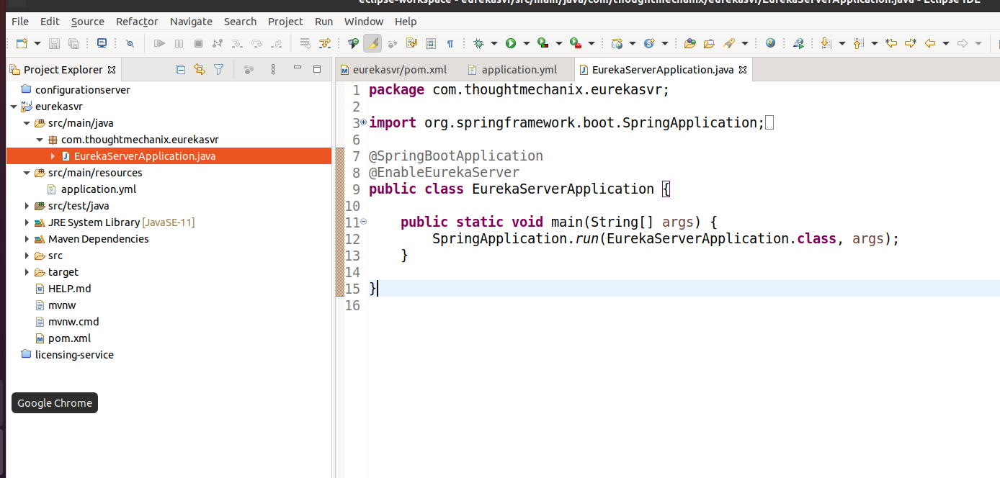 eclipse-workspace - eurekasvr/src/main/java/com/thoughtmechanix/eurekasvr/EurekaServerApplication.java - Eclipse IDE
File Edit Source Refactor Navigate Search Project Run Window Help
Project Explorer
configurationserver
eurekasvr
src/main/java
com.thoughtmechanix.eurekasvr
EurekaServerApplication.java
src/main/resources
application.yml
src/test/java
JRE System Library [JavaSE-11]
Maven Dependencies
src
target
HELP.md
mvnw
mvnw.cmd
pom.xml
licensing-service
Google Chrome
eurekasvr/pom.xml application.yml EurekaServerApplication.java
1 package com.thoughtmechanix.eurekasvr;
2
3 import org.springframework.boot.SpringApplication;
6
7 @SpringBootApplication
8 @EnableEurekaServer
9 public class EurekaServerApplication {
10
11 public static void main(String[] args) {
12 SpringApplication.run(EurekaServerApplication.class, args);
13 }
14
15 }
16